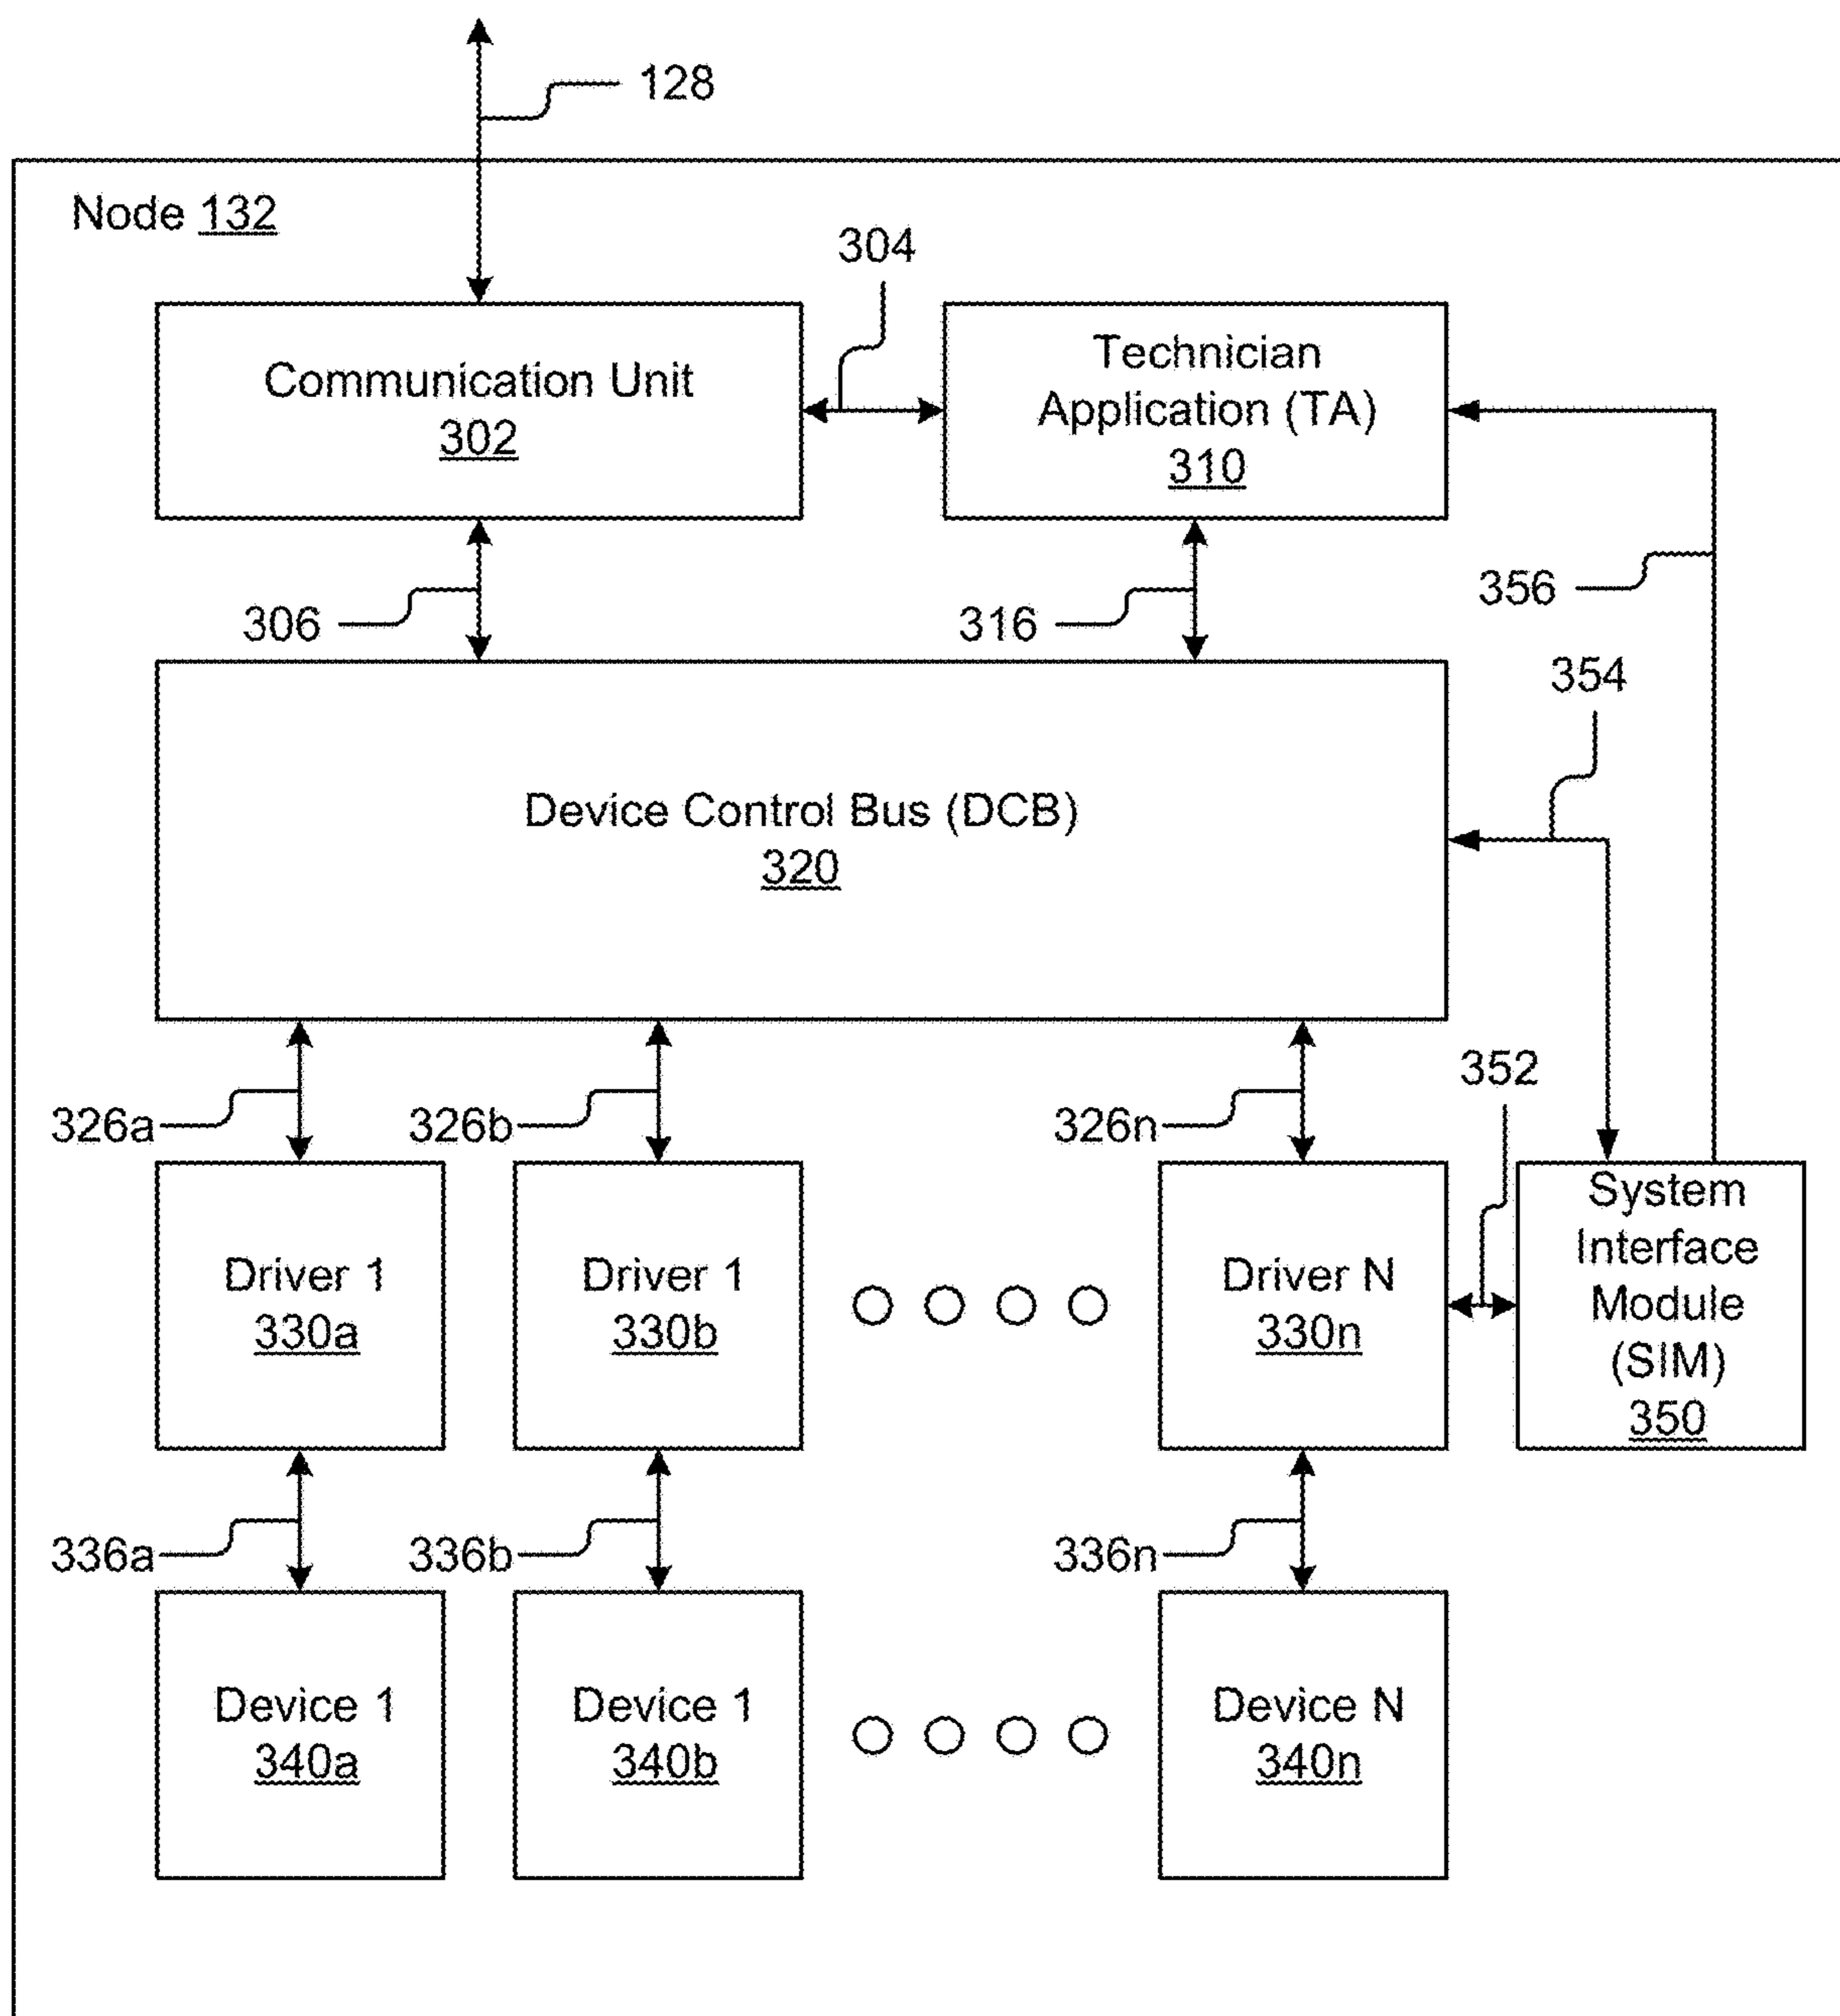 128
Node 132
304
Communication Unit
302
Technician
Application (TA)
310
306
316
356
354
Device Control Bus (DCB)
320
352
326a
326b
326n
Driver 1
330a
Driver 1
330b
Driver N
330n
System
Interface
Module
(SIM)
350
336a
336b
336n
Device 1
340a
Device 1
340b
Device N
340n